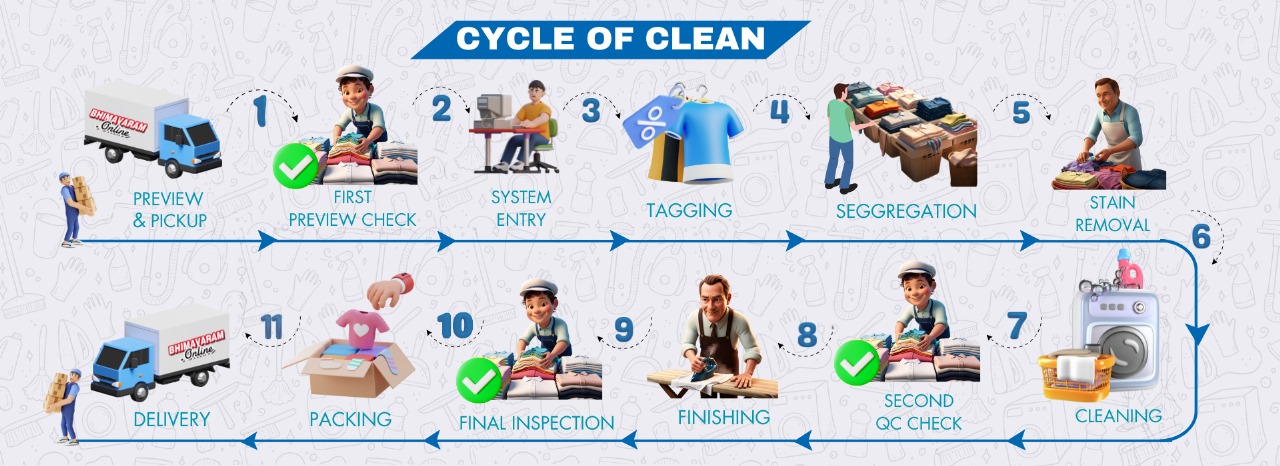 CYCLE OF CLEAN
BHIMAVARAM
Online
1
2
3
4
5
%
PREVIEW
& PICKUP
FIRST
PREVIEW CHECK
SYSTEM
ENTRY
TAGGING
SEGGREGATION
STAIN
REMOVAL
6
11
10
9
8
7
BHIMAVARAM
Online
DELIVERY
PACKING
FINAL INSPECTION
FINISHING
SECOND
QC CHECK
CLEANING